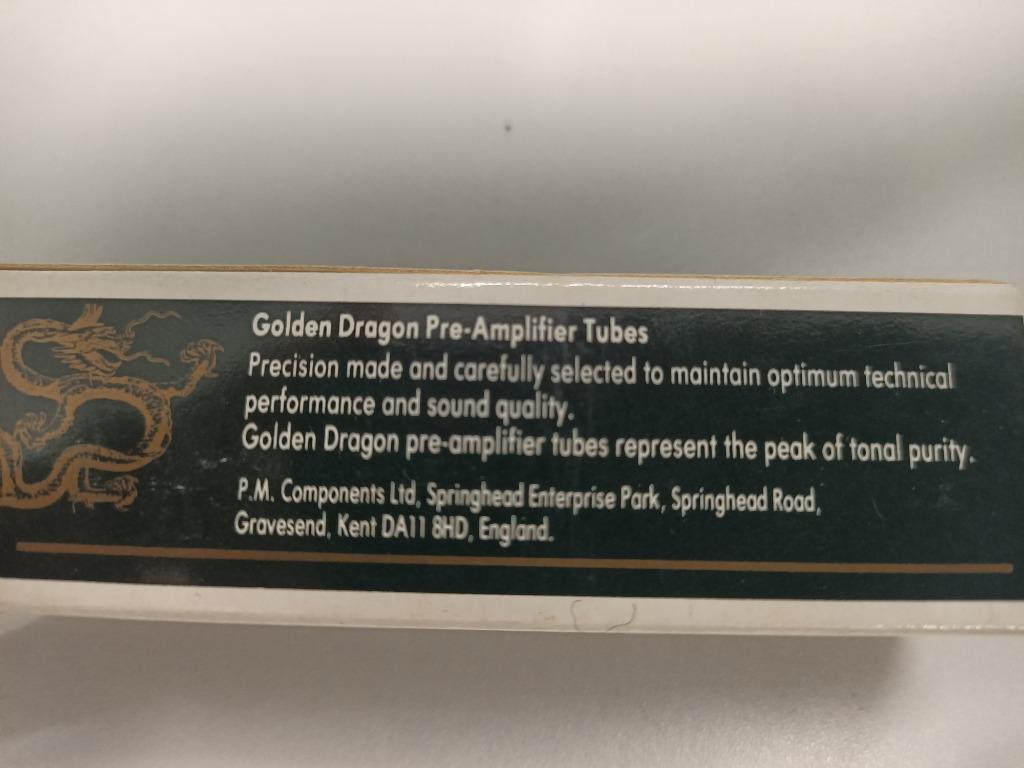 Golden Dragon Pre-Amplifier Tubes
Precision made and carefully selected to maintain optimum technical
performance and sound quality.
Golden Dragon pre-amplifier tubes represent the peak of tonal purity.
P.M. Components Ltd, Springhead Enterprise Park, Springhead Road,
Gravesend, Kent DA11 8HD, England.